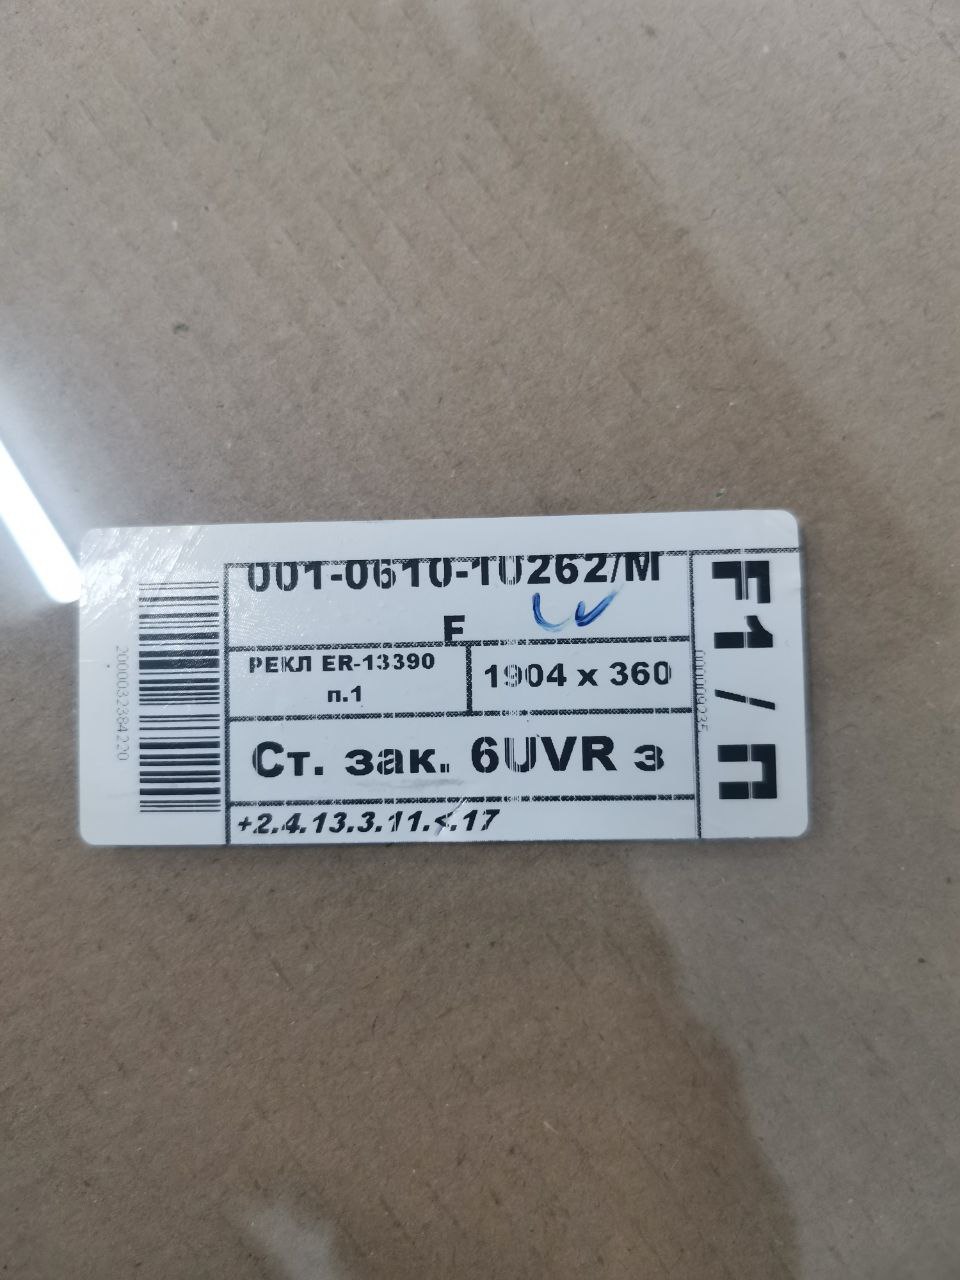 001-0610-10262/M
F
РЕКЛ ER-13390
п.1
1904 x 360
Ст. зак. 6UVR з
+2.4.13.3.11.<.17
F1 / П
2000032384220